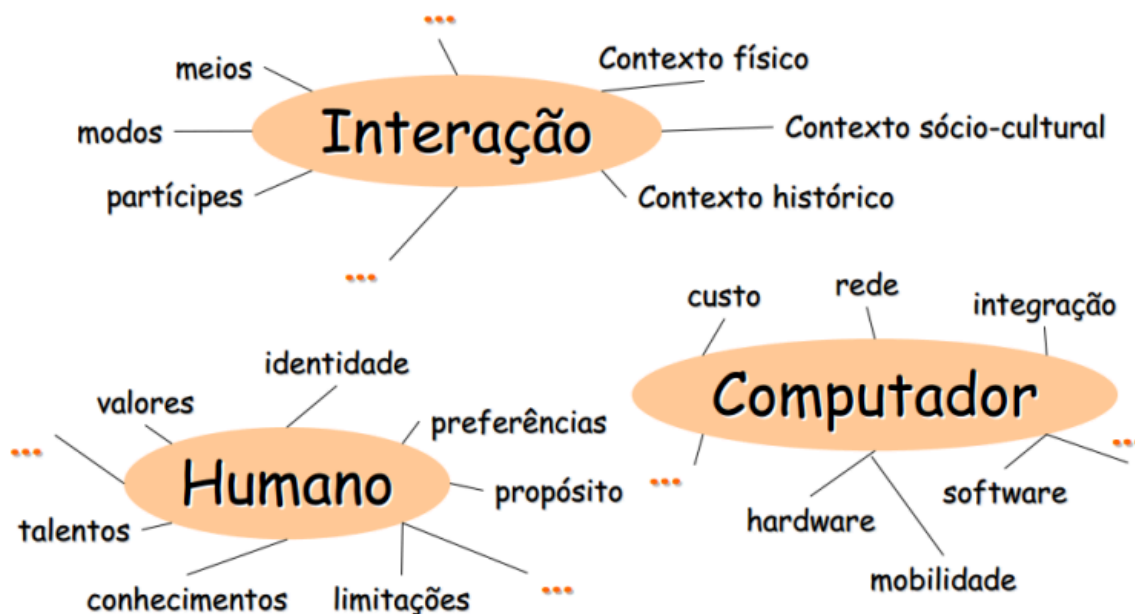 ...
meios
Contexto físico
Interação
modos
Contexto sócio-cultural
partícipes
Contexto histórico
...
custo
rede
integração
Computador
...
...
hardware
software
mobilidade
identidade
valores
preferências
...
Humano
propósito
talentos
conhecimentos
limitações
...